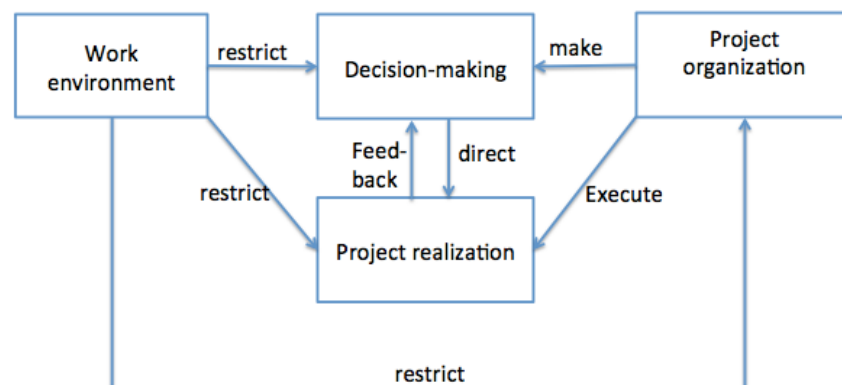 Work
environment
restrict
Decision-making
make
Project
organization
Feed-
back
direct
restrict
Execute
Project realization
restrict